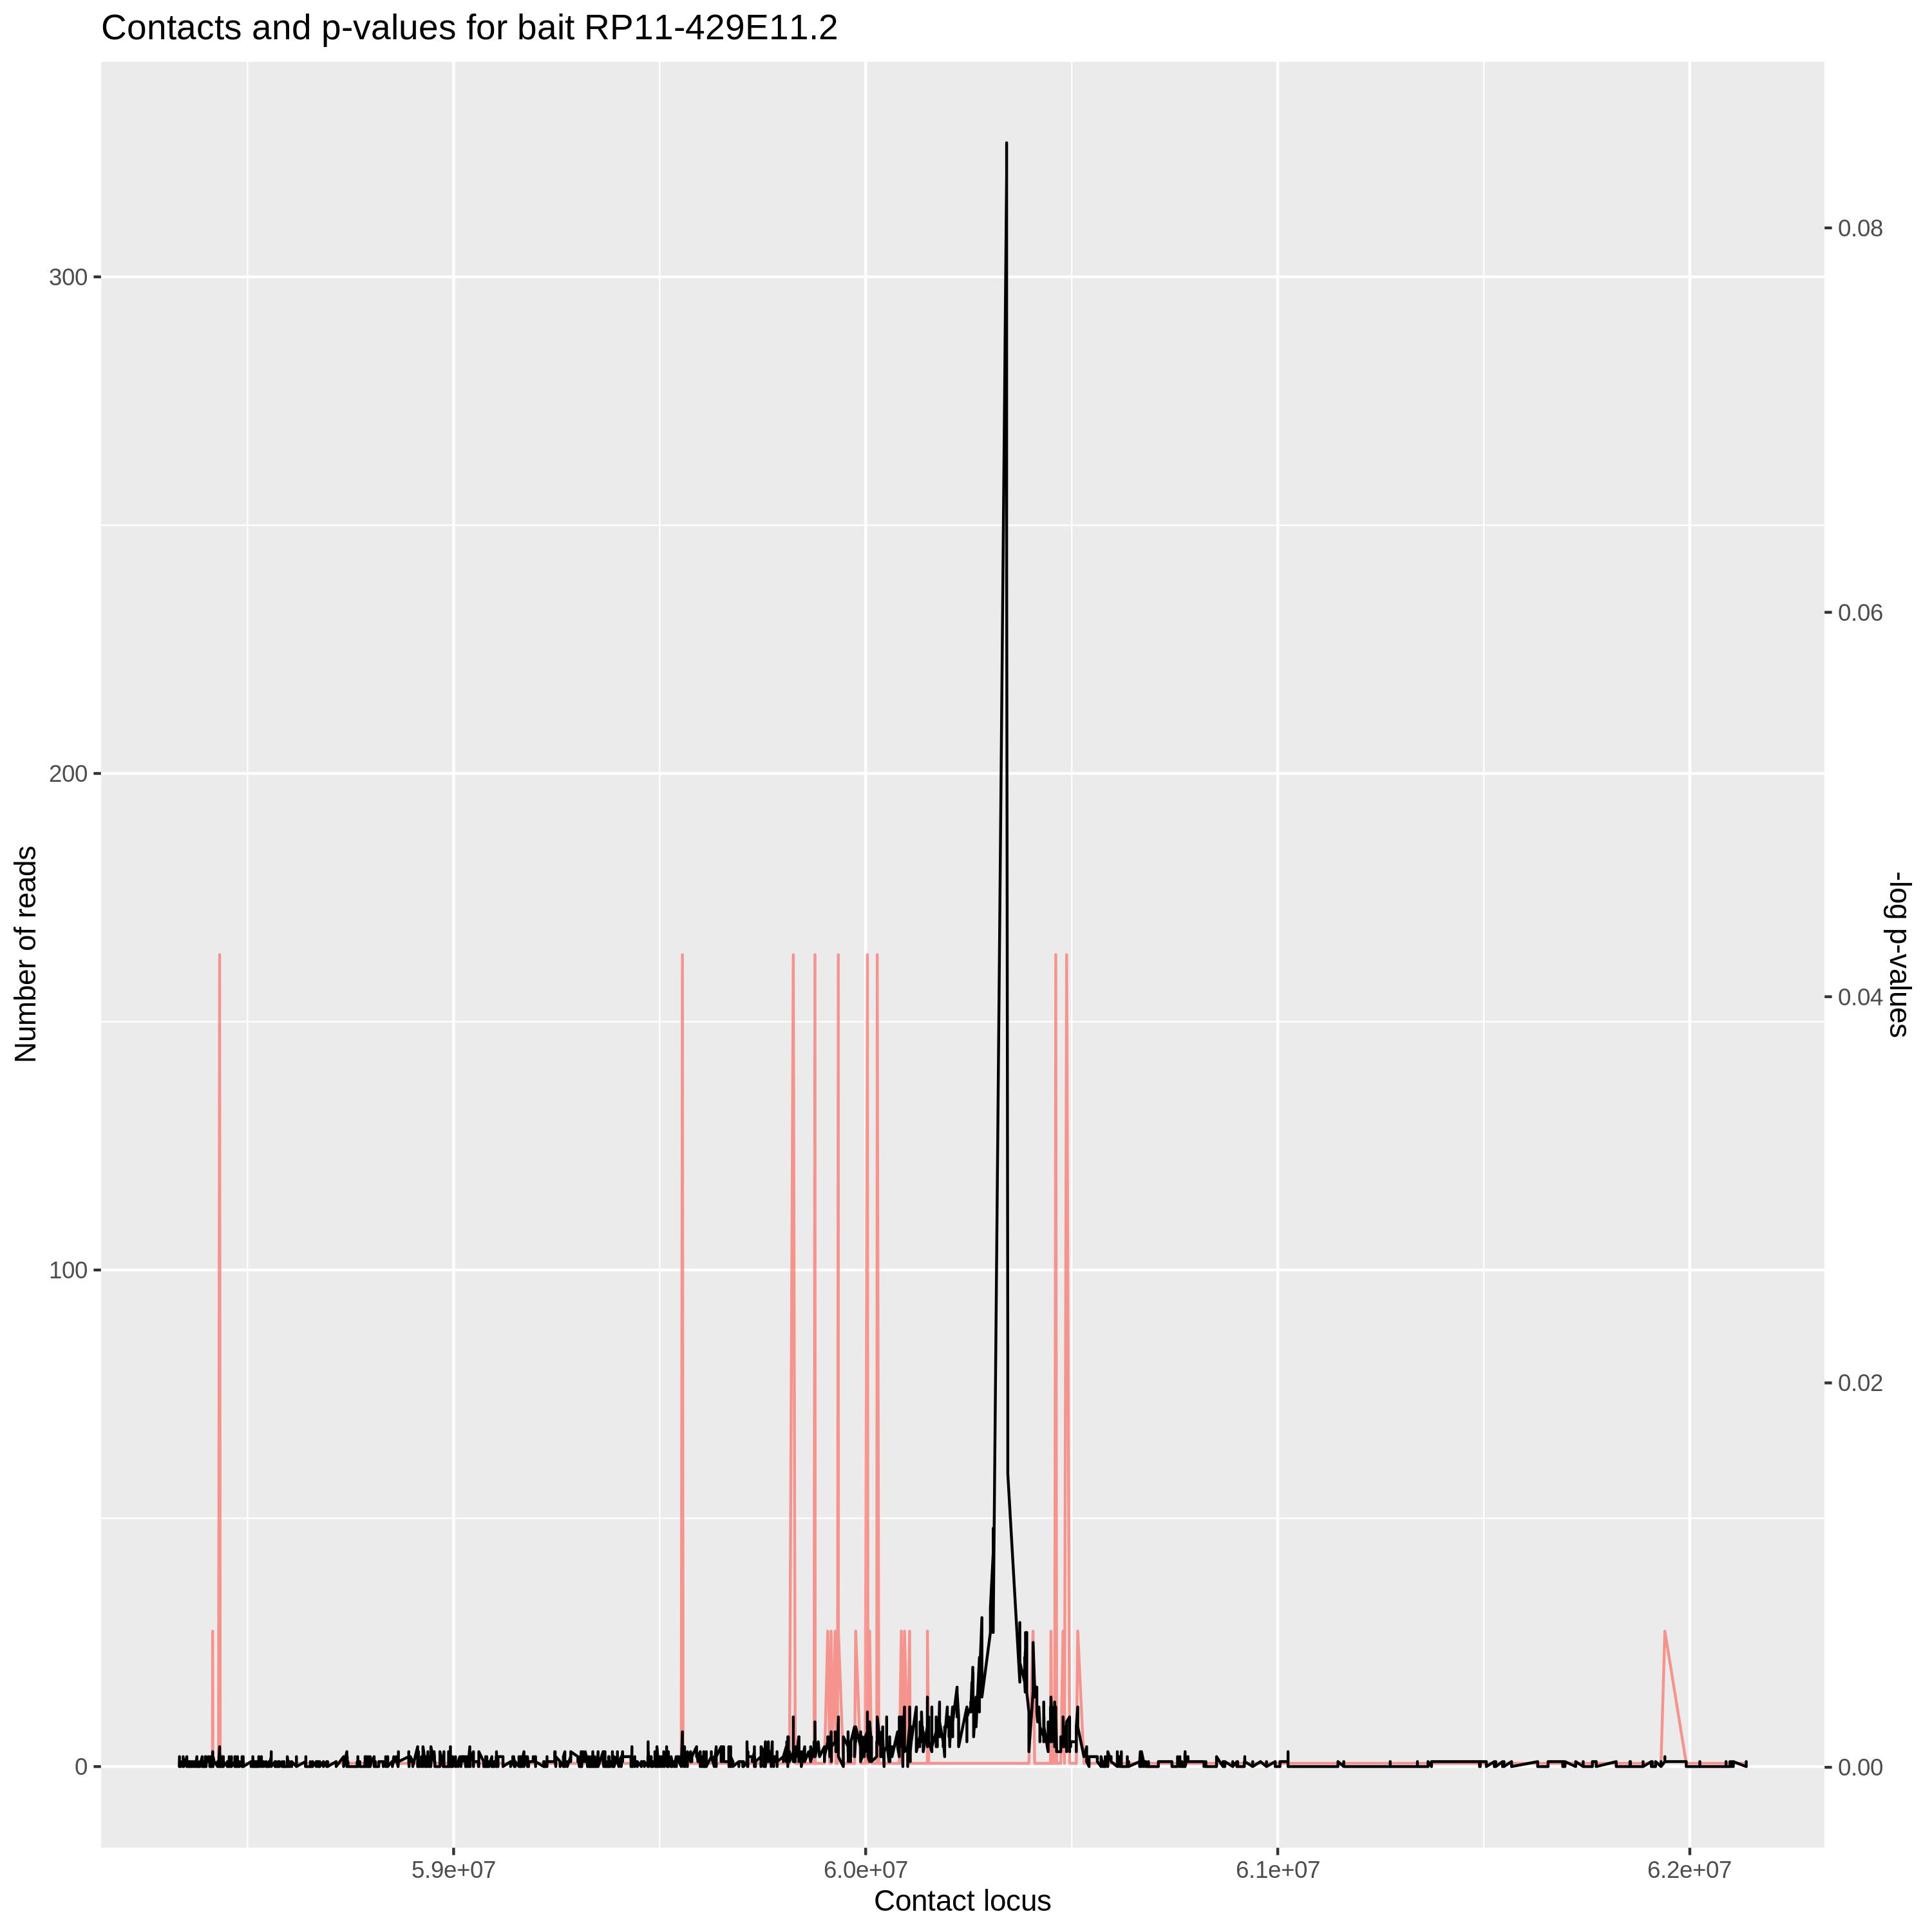 Contacts and p-values for bait RP11-429E11.2
300
200
100
0
Number of reads
0.08
0.06
0.04
0.02
0.00
-log p-values
5.9e+07
6.0e+07
6.1e+07
6.2e+07
Contact locus